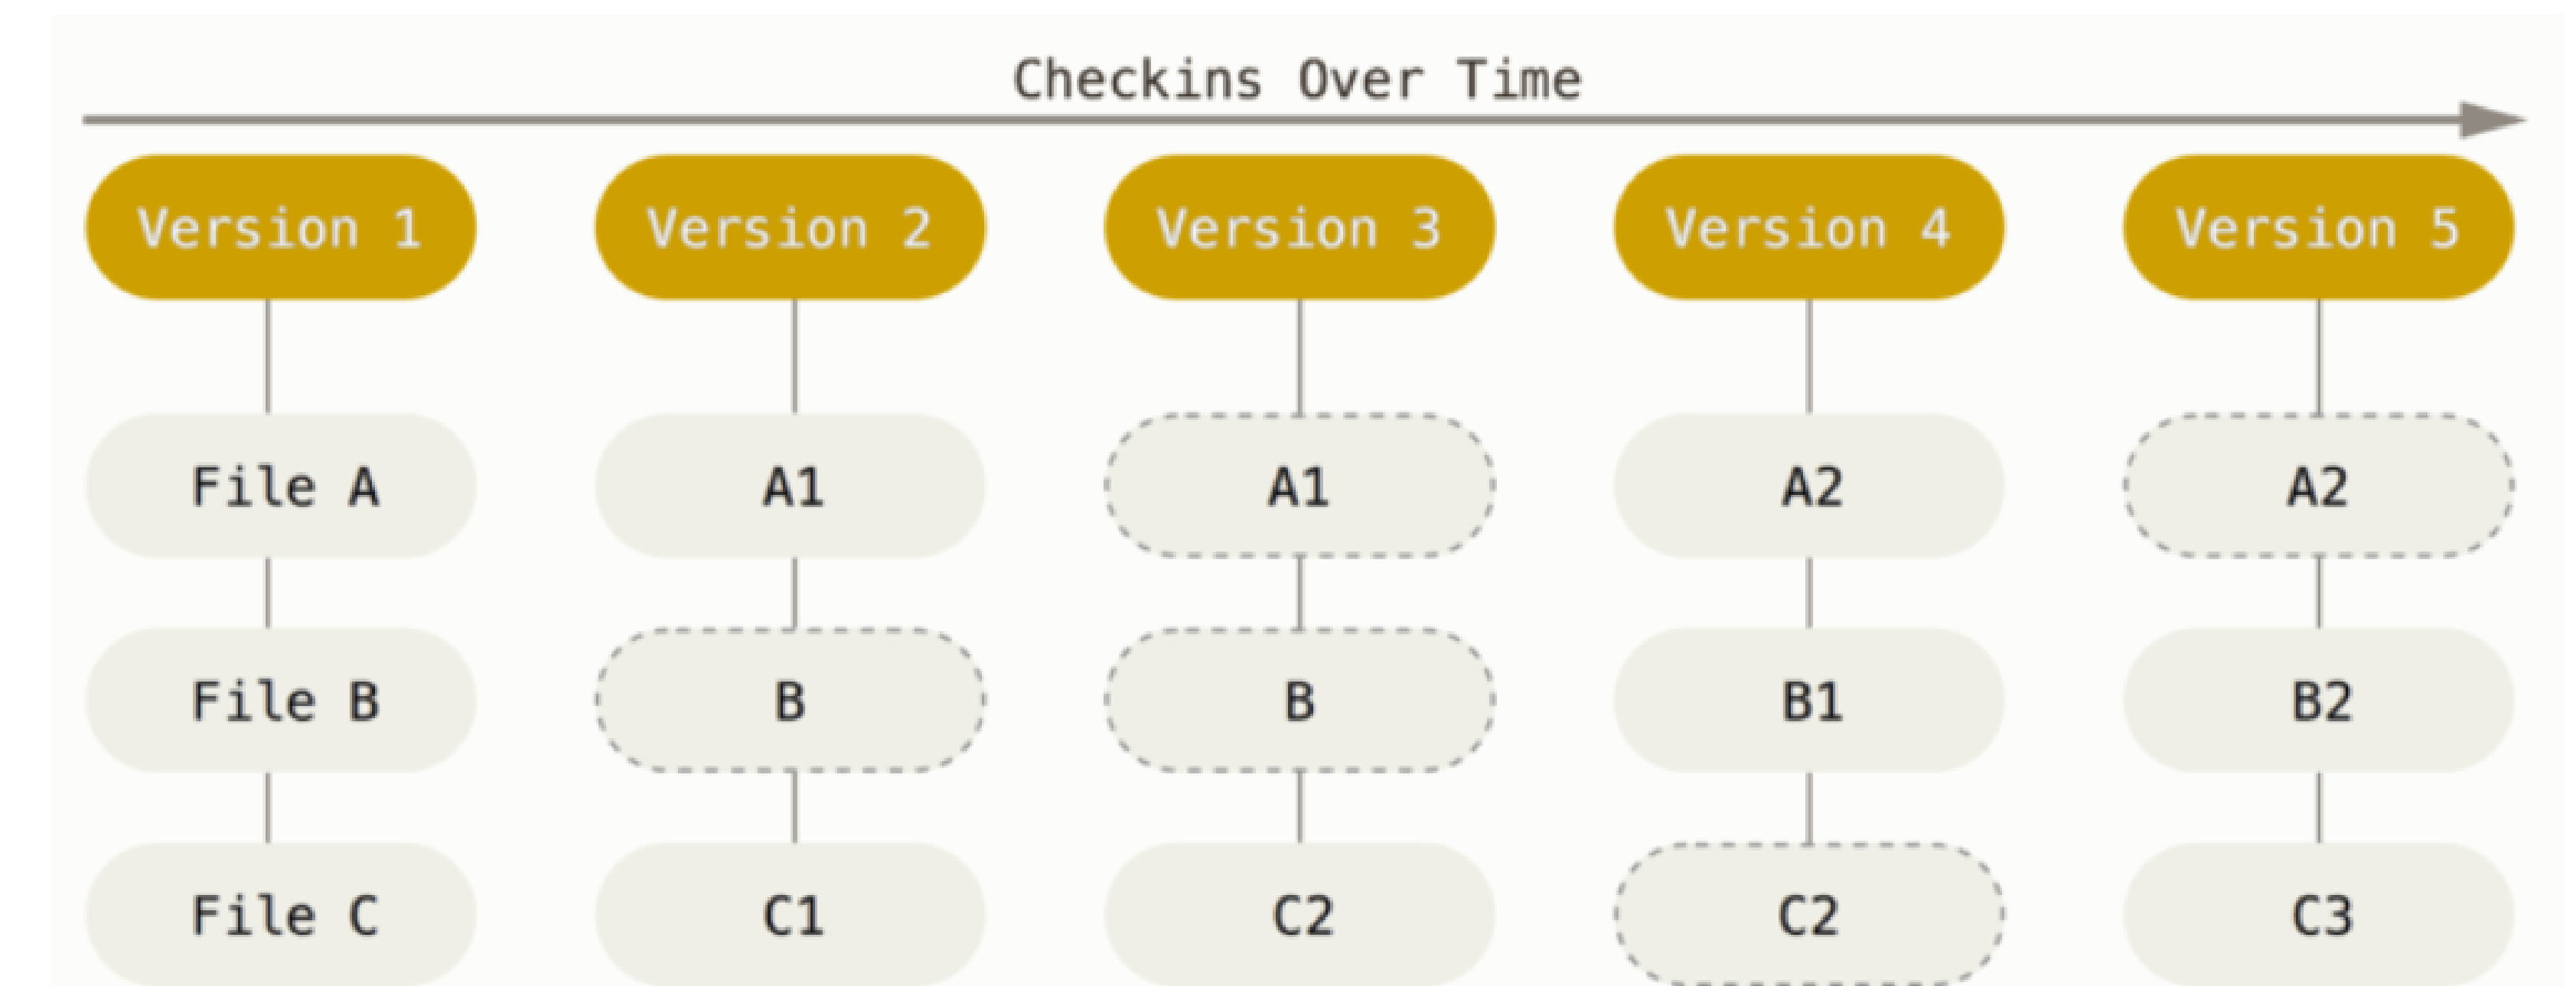 Checkins Over Time
Version 1 Version 2 Version 3 Version 4 Version 5
File A A1 A1 A2 A2
File B B B B1 B2
File C C1 C2 C2 C3